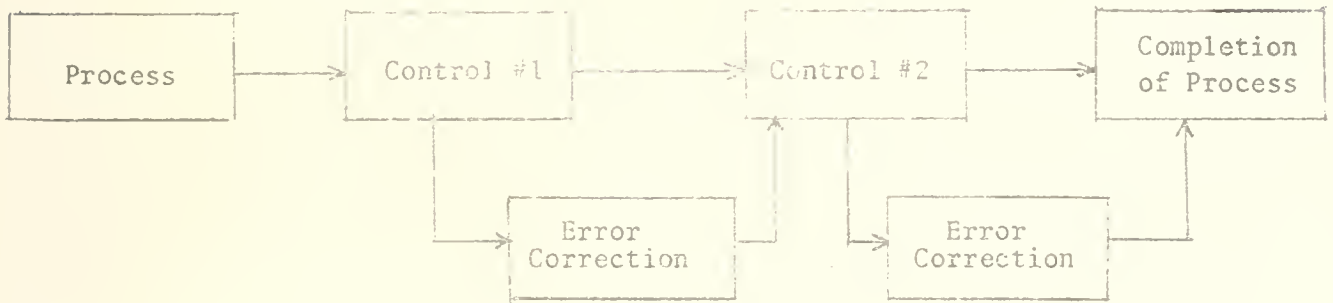 Process
Control #1
Control #2
Completion
of Process
Error
Correction
Error
Correction